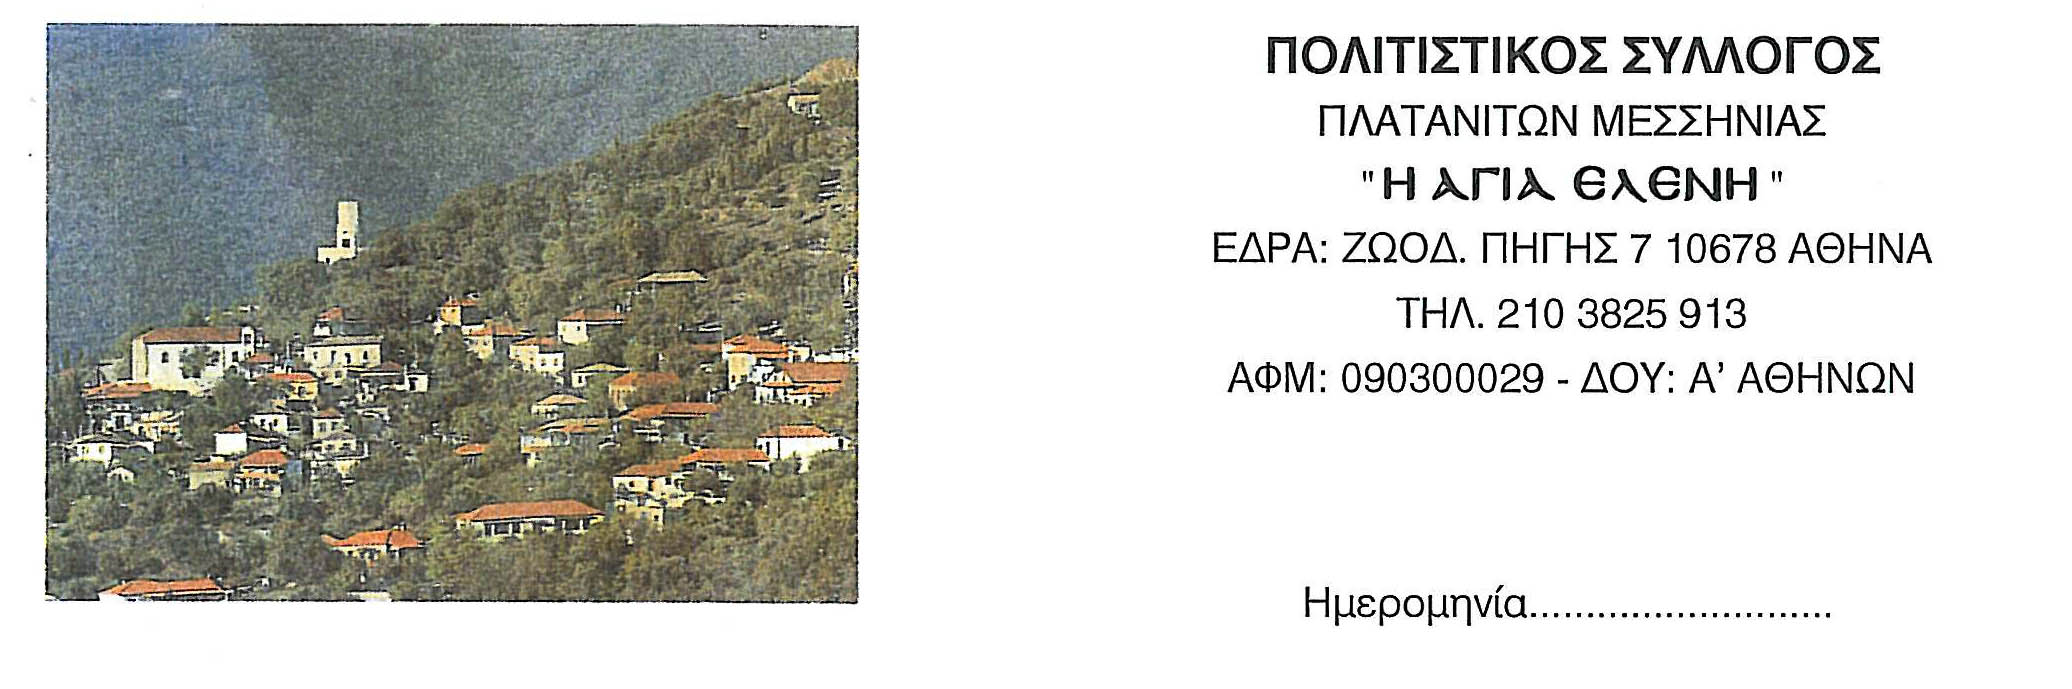 ΠΟΛΙΤΙΣΤΙΚΟΣ ΣΥΛΛΟΓΟΣ
ΠΛΑΤΑΝΙΤΩΝ ΜΕΣΣΗΝΙΑΣ
"Η ΑΓΙΑ ΕΛΕΝΗ"
ΕΔΡΑ: ΖΩΟΔ. ΠΗΓΗΣ 7 10678 ΑΘΗΝΑ
ΤΗΛ. 210 3825 913
ΑΦΜ: 090300029 - ΔΟΥ: Α’ ΑΘΗΝΩΝ
Ημερομηνία...........................